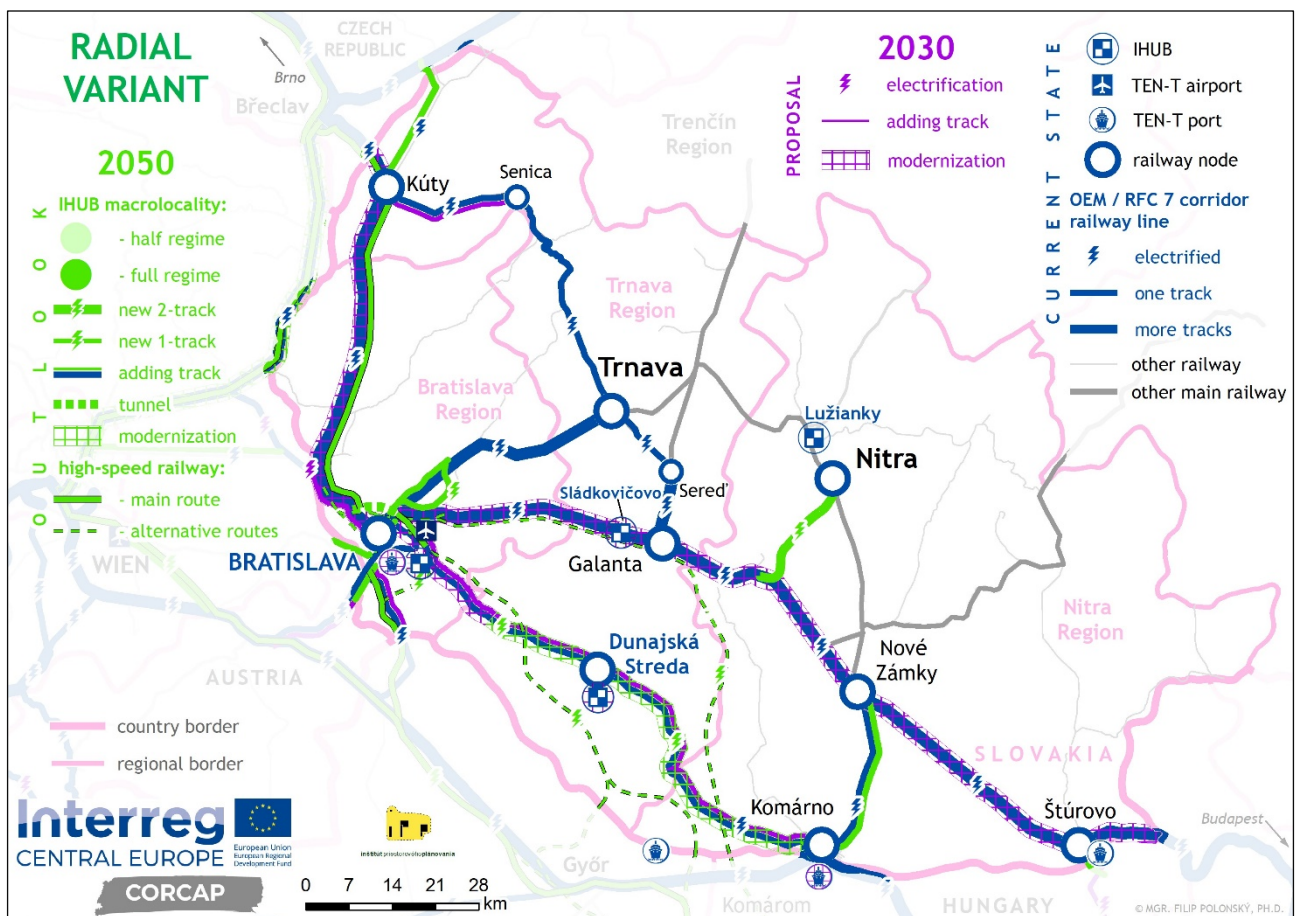 RADIAL
VARIANT
2050
OUTLOOK
IHUB macrolocality:
- half regime
- full regime
new 2-track
new 1-track
adding track
tunnel
modernization
high-speed railway:
- main route
- alternative routes
2030
PROPOSAL
electrification
adding track
modernization
CURRENT STATE
IHUB
TEN-T airport
TEN-T port
railway node
OEM / RFC 7 corridor
railway line
electrified
one track
more tracks
other railway
other main railway
CZECH
REPUBLIC
Brno
Břeclav
Trenčín
Region
Kúty
Senica
Trnava
Region
Trnava
Bratislava
Region
Lužianky
Nitra
Sládkovičovo
Sereď
Galanta
BRATISLAVA
WIEN
Dunajská
Streda
Nové
Zámky
Nitra
Region
AUSTRIA
SLOVAKIA
country border
regional border
Komárno
Štúrovo
Budapest
Győr
Komárom
HUNGARY
Interreg
CENTRAL EUROPE
European Union
European Regional
Development Fund
CORCAP
inštitút priestorového plánovania
0 7 14 21 28
km
© MGR. FILIP POLONSKÝ, PH.D.